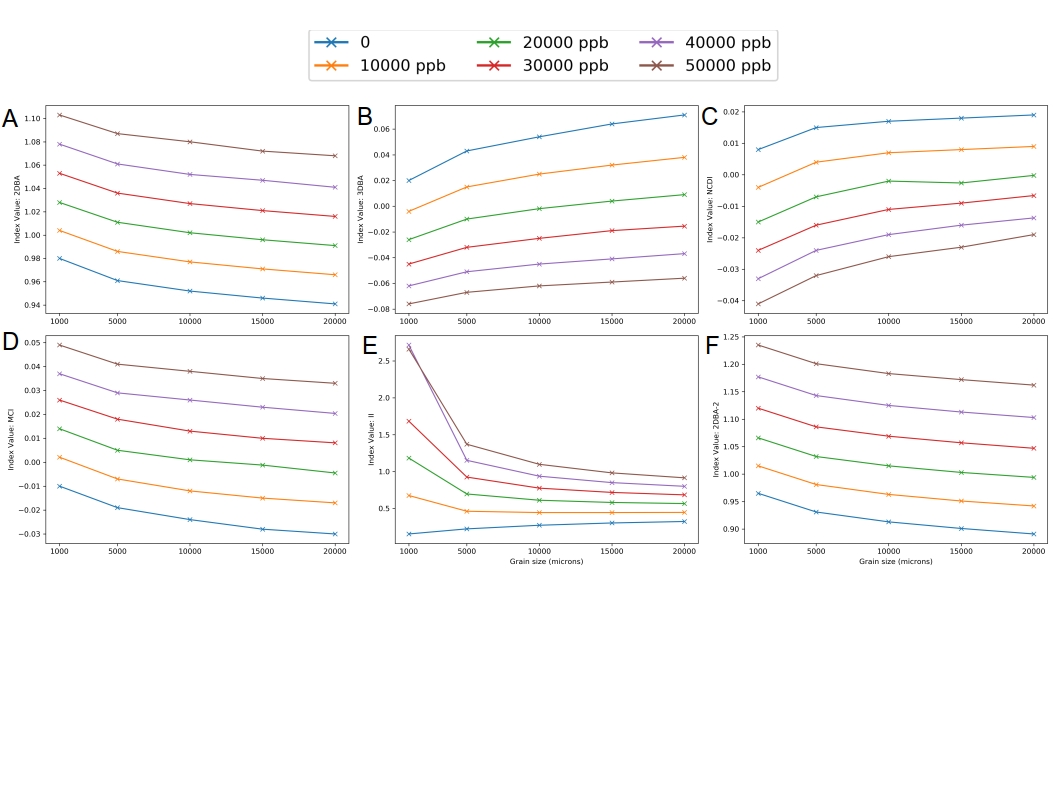 0 20000 ppb 40000 ppb
10000 ppb 30000 ppb 50000 ppb
A
Index Value: 2DBA
1.10
1.08
1.06
1.04
1.02
1.00
0.98
0.96
0.94
1000 5000 10000 15000 20000
B
Index Value: 3DBA
0.06
0.04
0.02
0.00
−0.02
−0.04
−0.06
−0.08
1000 5000 10000 15000 20000
C
Index Value: NCDI
0.02
0.01
0.00
−0.01
−0.02
−0.03
−0.04
1000 5000 10000 15000 20000
D
Index Value: MCI
0.05
0.04
0.03
0.02
0.01
0.00
−0.01
−0.02
−0.03
1000 5000 10000 15000 20000
E
Index Value: II
2.5
2.0
1.5
1.0
0.5
1000 5000 10000 15000 20000
Grain size (microns)
F
Index Value: 2DBA-2
1.25
1.20
1.15
1.10
1.05
1.00
0.95
0.90
1000 5000 10000 15000 20000
Grain size (microns)